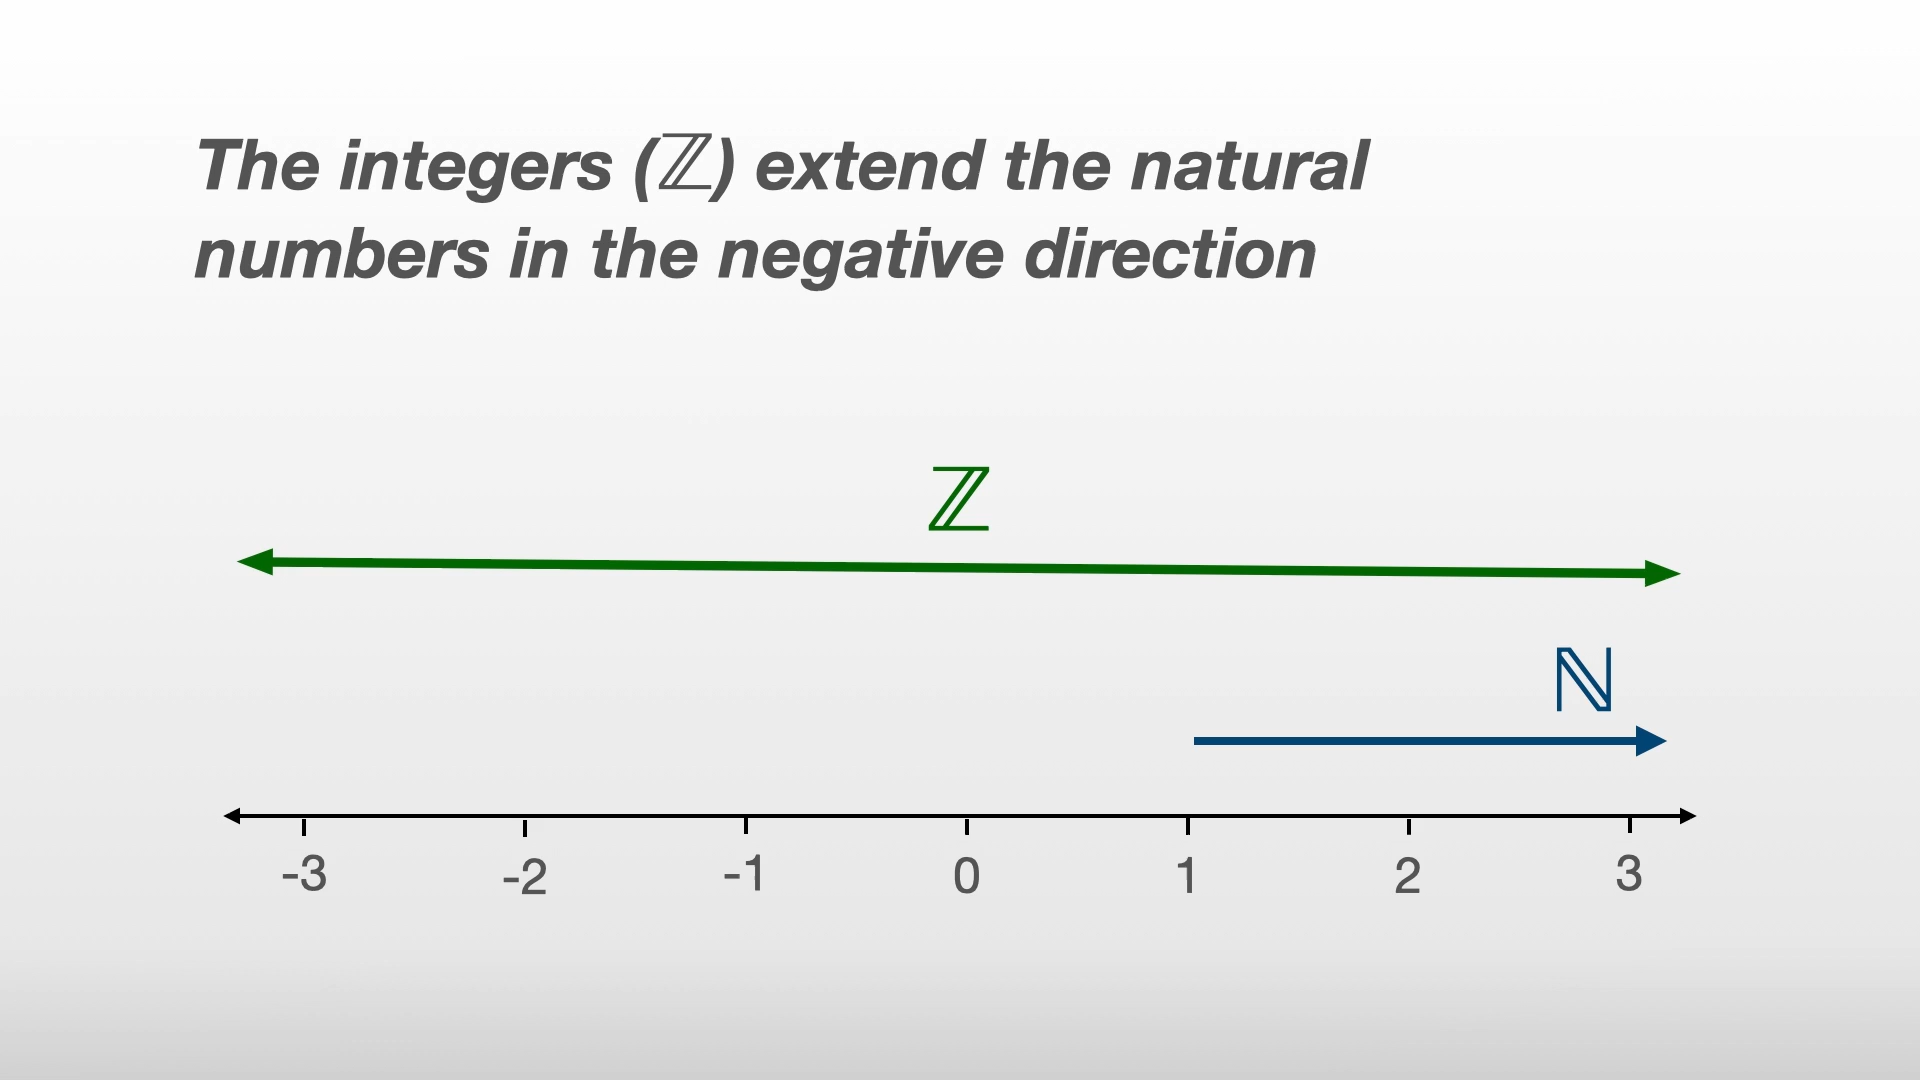 The integers (ℤ) extend the natural
numbers in the negative direction
ℤ
ℕ
-3 -2 -1 0 1 2 3